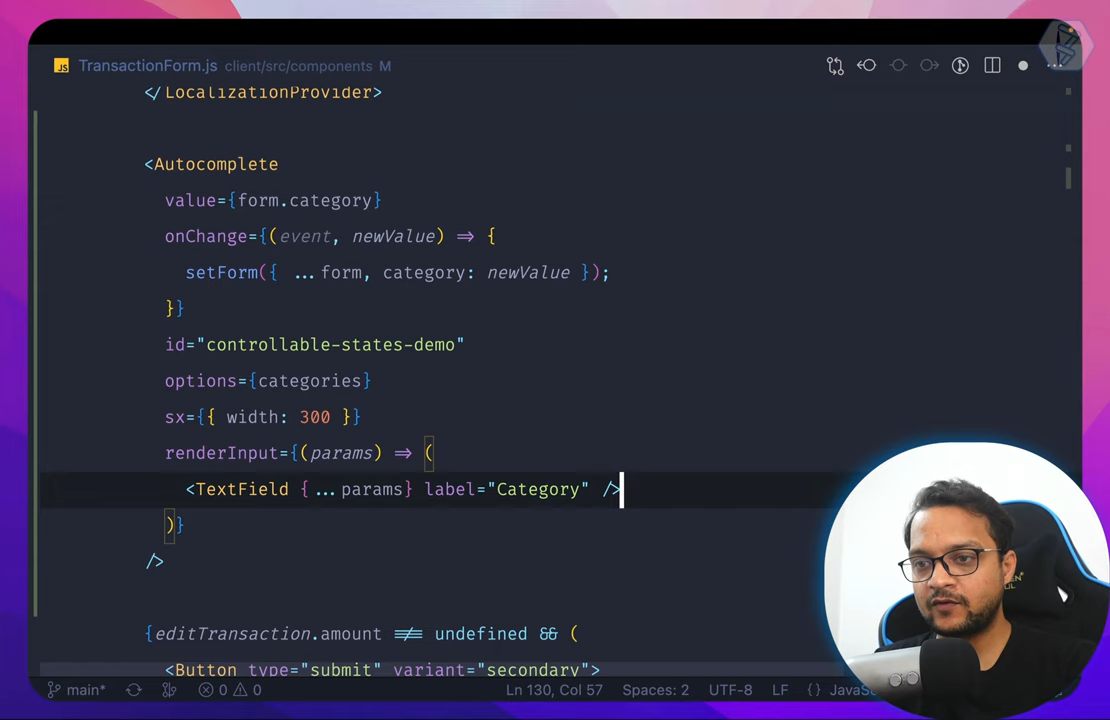 JS TransactionForm.js client/src/components M
</ LocalizationProvider>
<Autocomplete
value={form.category}
onChange={(event, newValue) => {
setForm({ ...form, category: newValue });
}}
id="controllable-states-demo"
options={categories}
sx={{ width: 300 }}
renderInput={(params) => (
<TextField {...params} label="Category" />
)}
/>
{editTransaction.amount !== undefined && (
<Button type="submit" variant="secondary">
main* 0 0 Ln 130, Col 57 Spaces: 2 UTF-8 LF {}